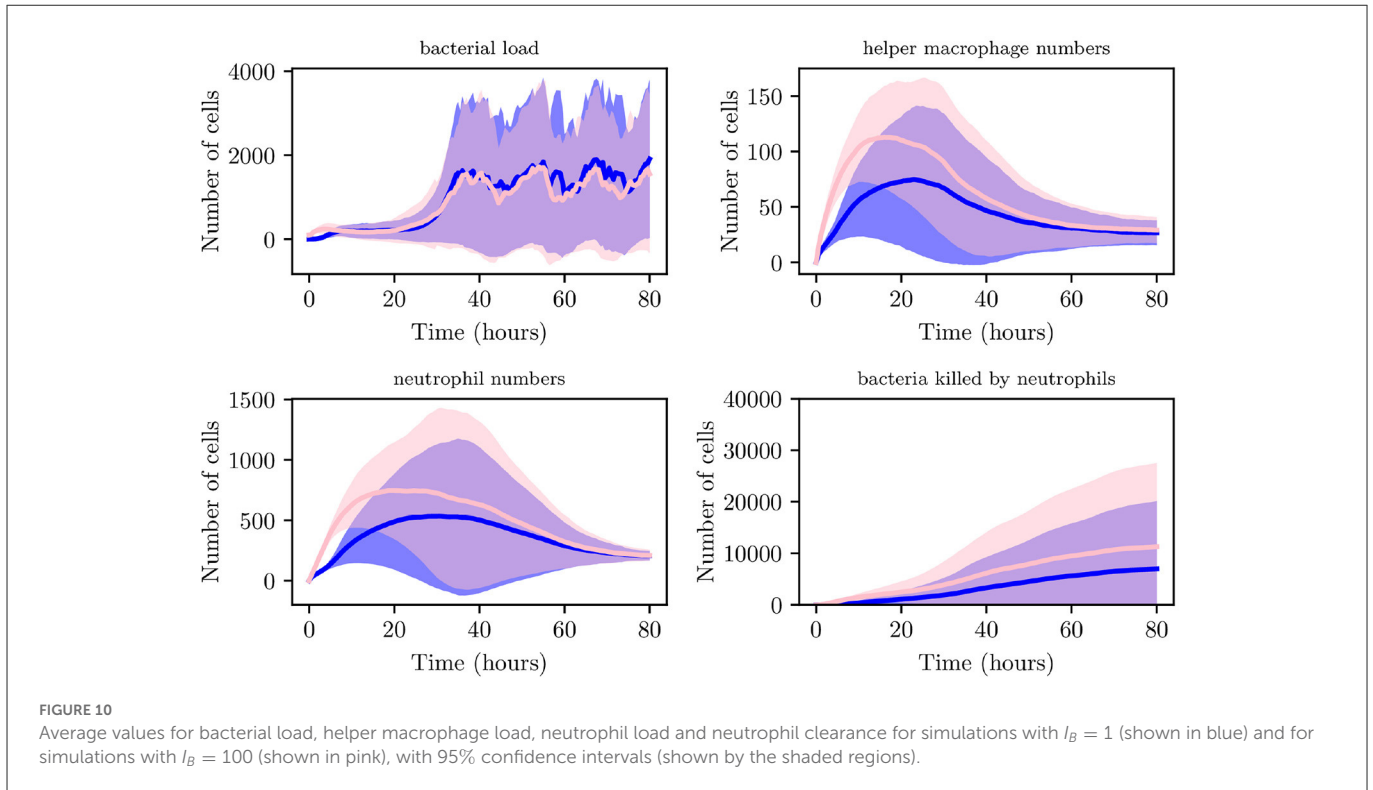 bacterial load
Number of cells
4000
2000
0
0 20 40 60 80
Time (hours)
helper macrophage numbers
Number of cells
150
100
50
0
0 20 40 60 80
Time (hours)
neutrophil numbers
Number of cells
1500
1000
500
0
0 20 40 60 80
Time (hours)
bacteria killed by neutrophils
Number of cells
40000
30000
20000
10000
0
0 20 40 60 80
Time (hours)
FIGURE 10
Average values for bacterial load, helper macrophage load, neutrophil load and neutrophil clearance for simulations with I_B = 1 (shown in blue) and for
simulations with I_B = 100 (shown in pink), with 95% confidence intervals (shown by the shaded regions).